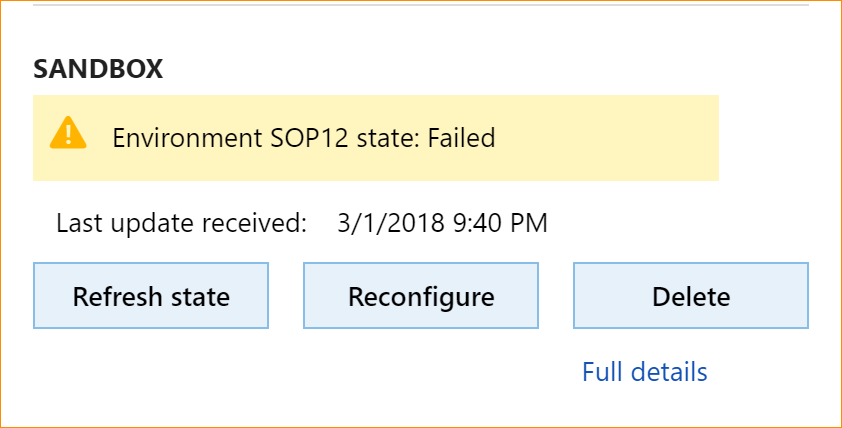 SANDBOX
Environment SOP12 state: Failed
Last update received: 3/1/2018 9:40 PM
Refresh state Reconfigure Delete
Full details